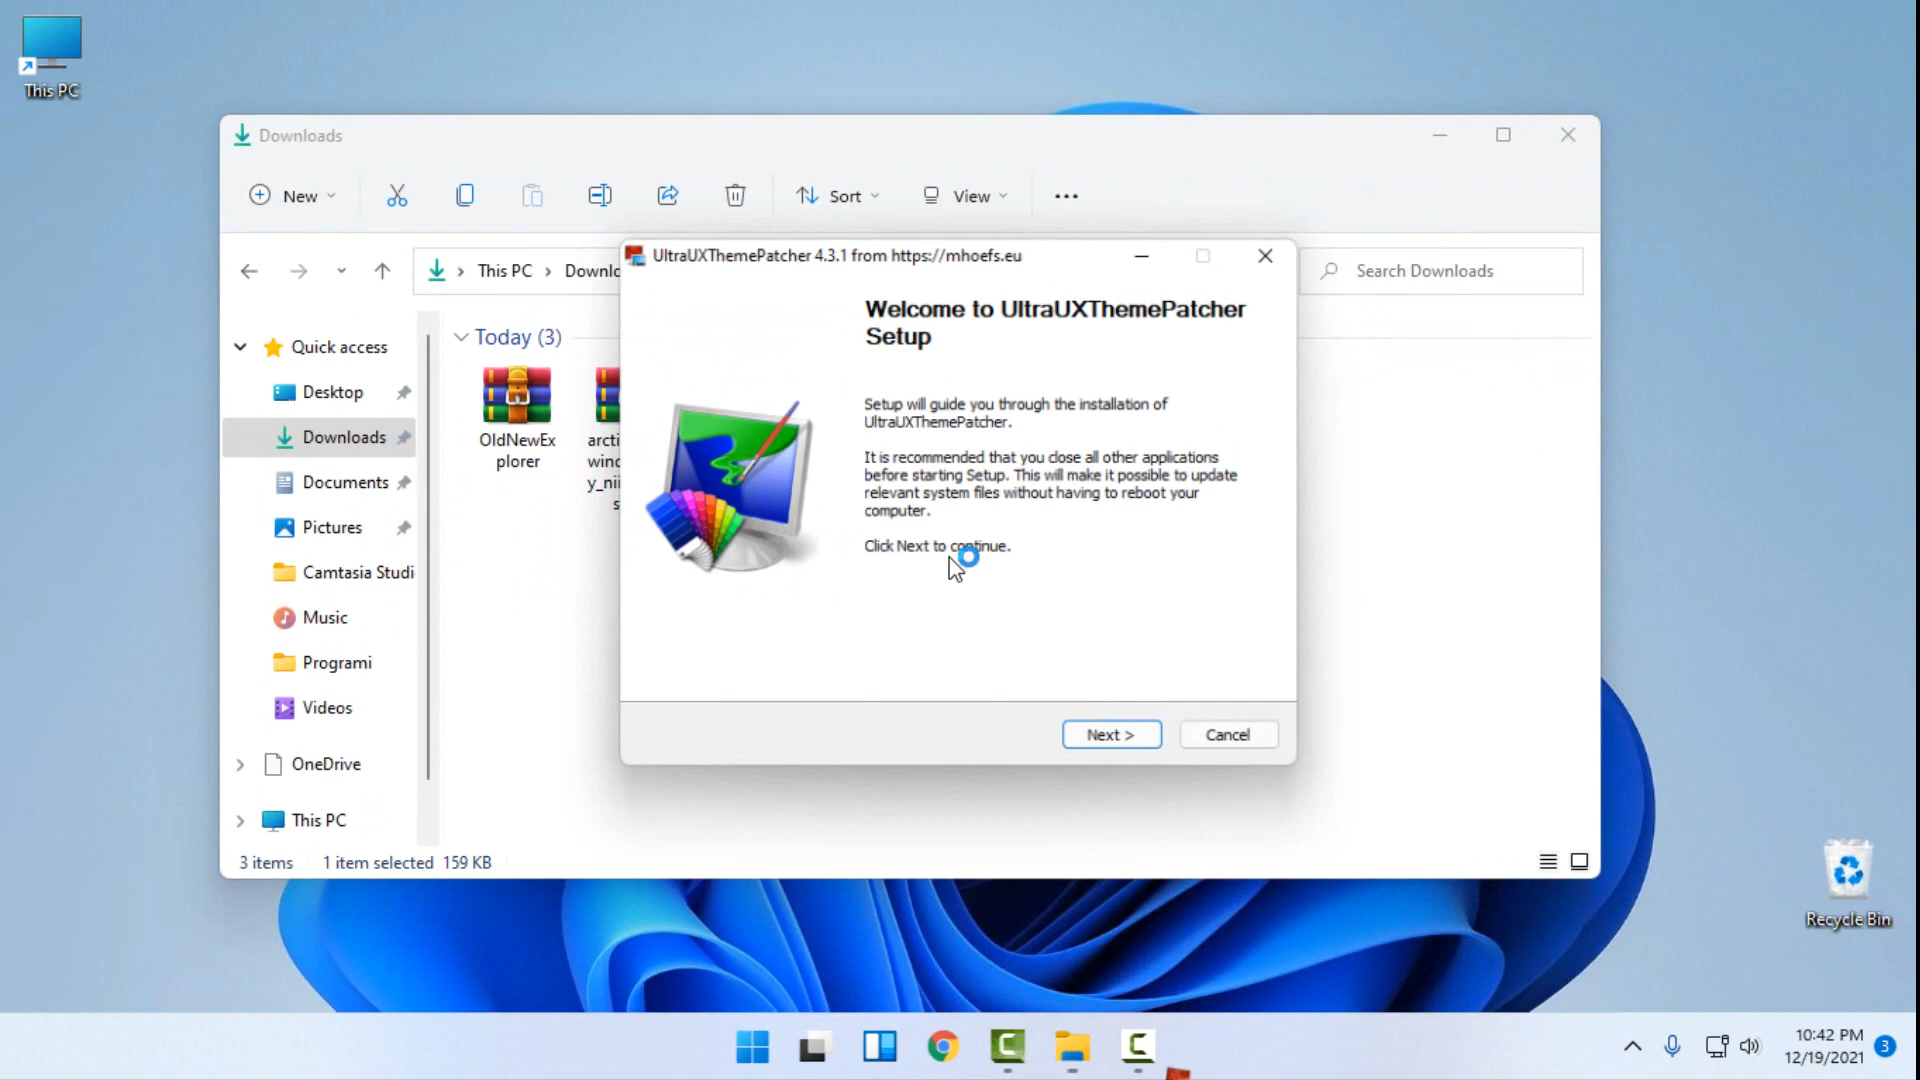 This PC
Downloads
New
Sort
View
This PC
Downlo
Search Downloads
UltraUXThemePatcher 4.3.1 from https://mhoefs.eu
Welcome to UltraUXThemePatcher
Setup
Setup will guide you through the installation of
UltraUXThemePatcher.
It is recommended that you close all other applications
before starting Setup. This will make it possible to update
relevant system files without having to reboot your
computer.
Click Next to continue.
Next >
Cancel
Quick access
Desktop
Downloads
Documents
Pictures
Camtasia Studi
Music
Programi
Videos
OneDrive
This PC
Today (3)
OldNewEx
plorer
arcti
winc
y_nii
s
3 items
1 item selected
159 KB
Recycle Bin
10:42 PM
12/19/2021
3